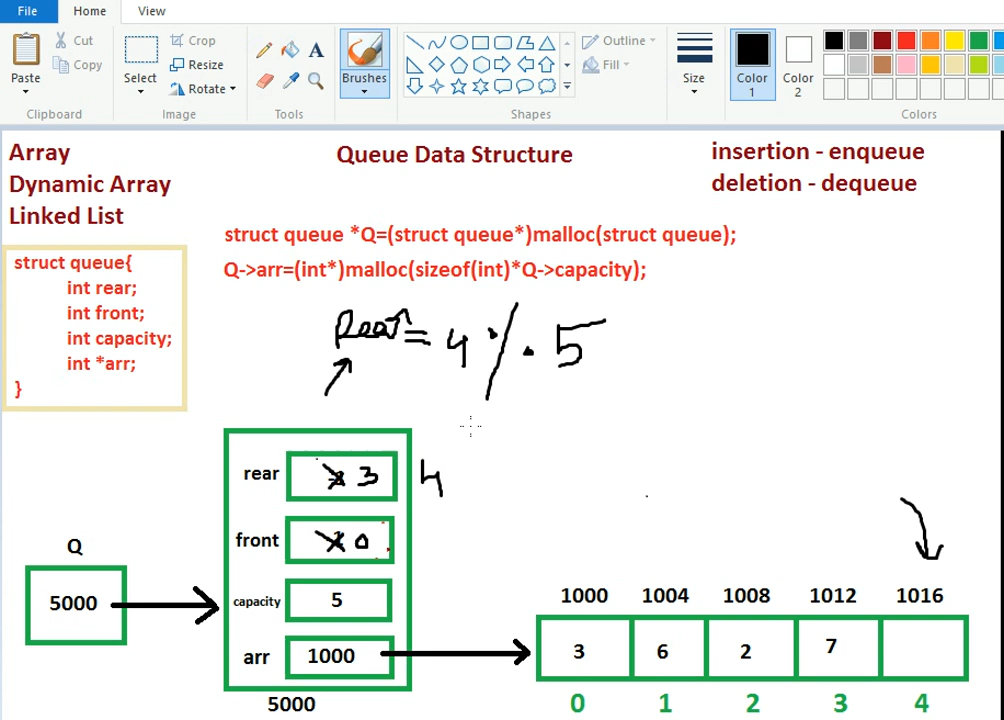 File Home View
Paste
Cut
Copy
Clipboard
Select
Crop
Resize
Rotate
Image
Tools
Brushes
Shapes
Outline
Fill
Size
Color 1
Color 2
Colors
Array
Dynamic Array
Linked List
Queue Data Structure
insertion - enqueue
deletion - dequeue
struct queue *Q=(struct queue*)malloc(struct queue);
Q->arr=(int*)malloc(sizeof(int)*Q->capacity);
struct queue{
int rear;
int front;
int capacity;
int *arr;
}
Rear = 4 % 5
Q
5000
rear 3 4
front 0
capacity 5
arr 1000
5000
1000 1004 1008 1012 1016
3 6 2 7
0 1 2 3 4